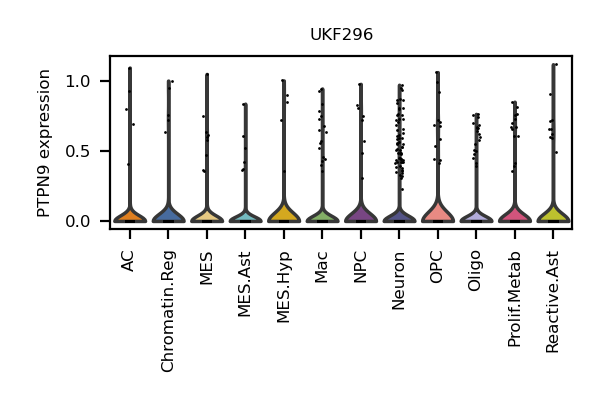 UKF296
PTPN9 expression
1.0
0.5
0.0
AC
Chromatin.Reg
MES
MES.Ast
MES.Hyp
Mac
NPC
Neuron
OPC
Oligo
Prolif.Metab
Reactive.Ast